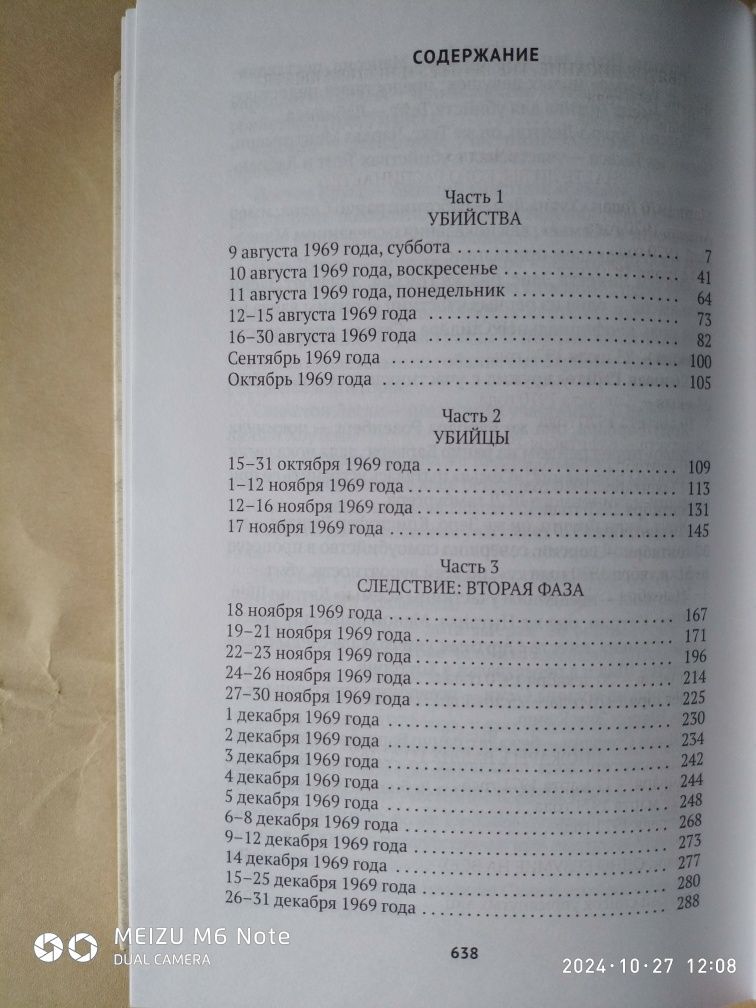 СОДЕРЖАНИЕ
Часть 1
УБИЙСТВА
9 августа 1969 года, суббота . . . . . . . . . . . . . . . . . . . . . . . . . . . . . . 7
10 августа 1969 года, воскресенье . . . . . . . . . . . . . . . . . . . . . . . . 41
11 августа 1969 года, понедельник . . . . . . . . . . . . . . . . . . . . . . . 64
12–15 августа 1969 года . . . . . . . . . . . . . . . . . . . . . . . . . . . . . . . . . . 73
16–30 августа 1969 года . . . . . . . . . . . . . . . . . . . . . . . . . . . . . . . . . . 82
Сентябрь 1969 года . . . . . . . . . . . . . . . . . . . . . . . . . . . . . . . . . . . . . 100
Октябрь 1969 года . . . . . . . . . . . . . . . . . . . . . . . . . . . . . . . . . . . . . . 105
Часть 2
УБИЙЦЫ
15–31 октября 1969 года . . . . . . . . . . . . . . . . . . . . . . . . . . . . . . . . . 109
1–12 ноября 1969 года . . . . . . . . . . . . . . . . . . . . . . . . . . . . . . . . . . . 113
12–16 ноября 1969 года . . . . . . . . . . . . . . . . . . . . . . . . . . . . . . . . . . 131
17 ноября 1969 года . . . . . . . . . . . . . . . . . . . . . . . . . . . . . . . . . . . . . 145
Часть 3
СЛЕДСТВИЕ: ВТОРАЯ ФАЗА
18 ноября 1969 года . . . . . . . . . . . . . . . . . . . . . . . . . . . . . . . . . . . . . 167
19–21 ноября 1969 года . . . . . . . . . . . . . . . . . . . . . . . . . . . . . . . . . . 171
22–23 ноября 1969 года . . . . . . . . . . . . . . . . . . . . . . . . . . . . . . . . . . 196
24–26 ноября 1969 года . . . . . . . . . . . . . . . . . . . . . . . . . . . . . . . . . . 214
27–30 ноября 1969 года . . . . . . . . . . . . . . . . . . . . . . . . . . . . . . . . . . 225
1 декабря 1969 года . . . . . . . . . . . . . . . . . . . . . . . . . . . . . . . . . . . . . 230
2 декабря 1969 года . . . . . . . . . . . . . . . . . . . . . . . . . . . . . . . . . . . . . 234
3 декабря 1969 года . . . . . . . . . . . . . . . . . . . . . . . . . . . . . . . . . . . . . 242
4 декабря 1969 года . . . . . . . . . . . . . . . . . . . . . . . . . . . . . . . . . . . . . 244
5 декабря 1969 года . . . . . . . . . . . . . . . . . . . . . . . . . . . . . . . . . . . . . 248
6–8 декабря 1969 года . . . . . . . . . . . . . . . . . . . . . . . . . . . . . . . . . . . 268
9–12 декабря 1969 года . . . . . . . . . . . . . . . . . . . . . . . . . . . . . . . . . . 273
14 декабря 1969 года . . . . . . . . . . . . . . . . . . . . . . . . . . . . . . . . . . . . 277
15–25 декабря 1969 года . . . . . . . . . . . . . . . . . . . . . . . . . . . . . . . . . 280
26–31 декабря 1969 года . . . . . . . . . . . . . . . . . . . . . . . . . . . . . . . . . 288
638
MEIZU M6 Note
DUAL CAMERA
2024·10·27 12:08